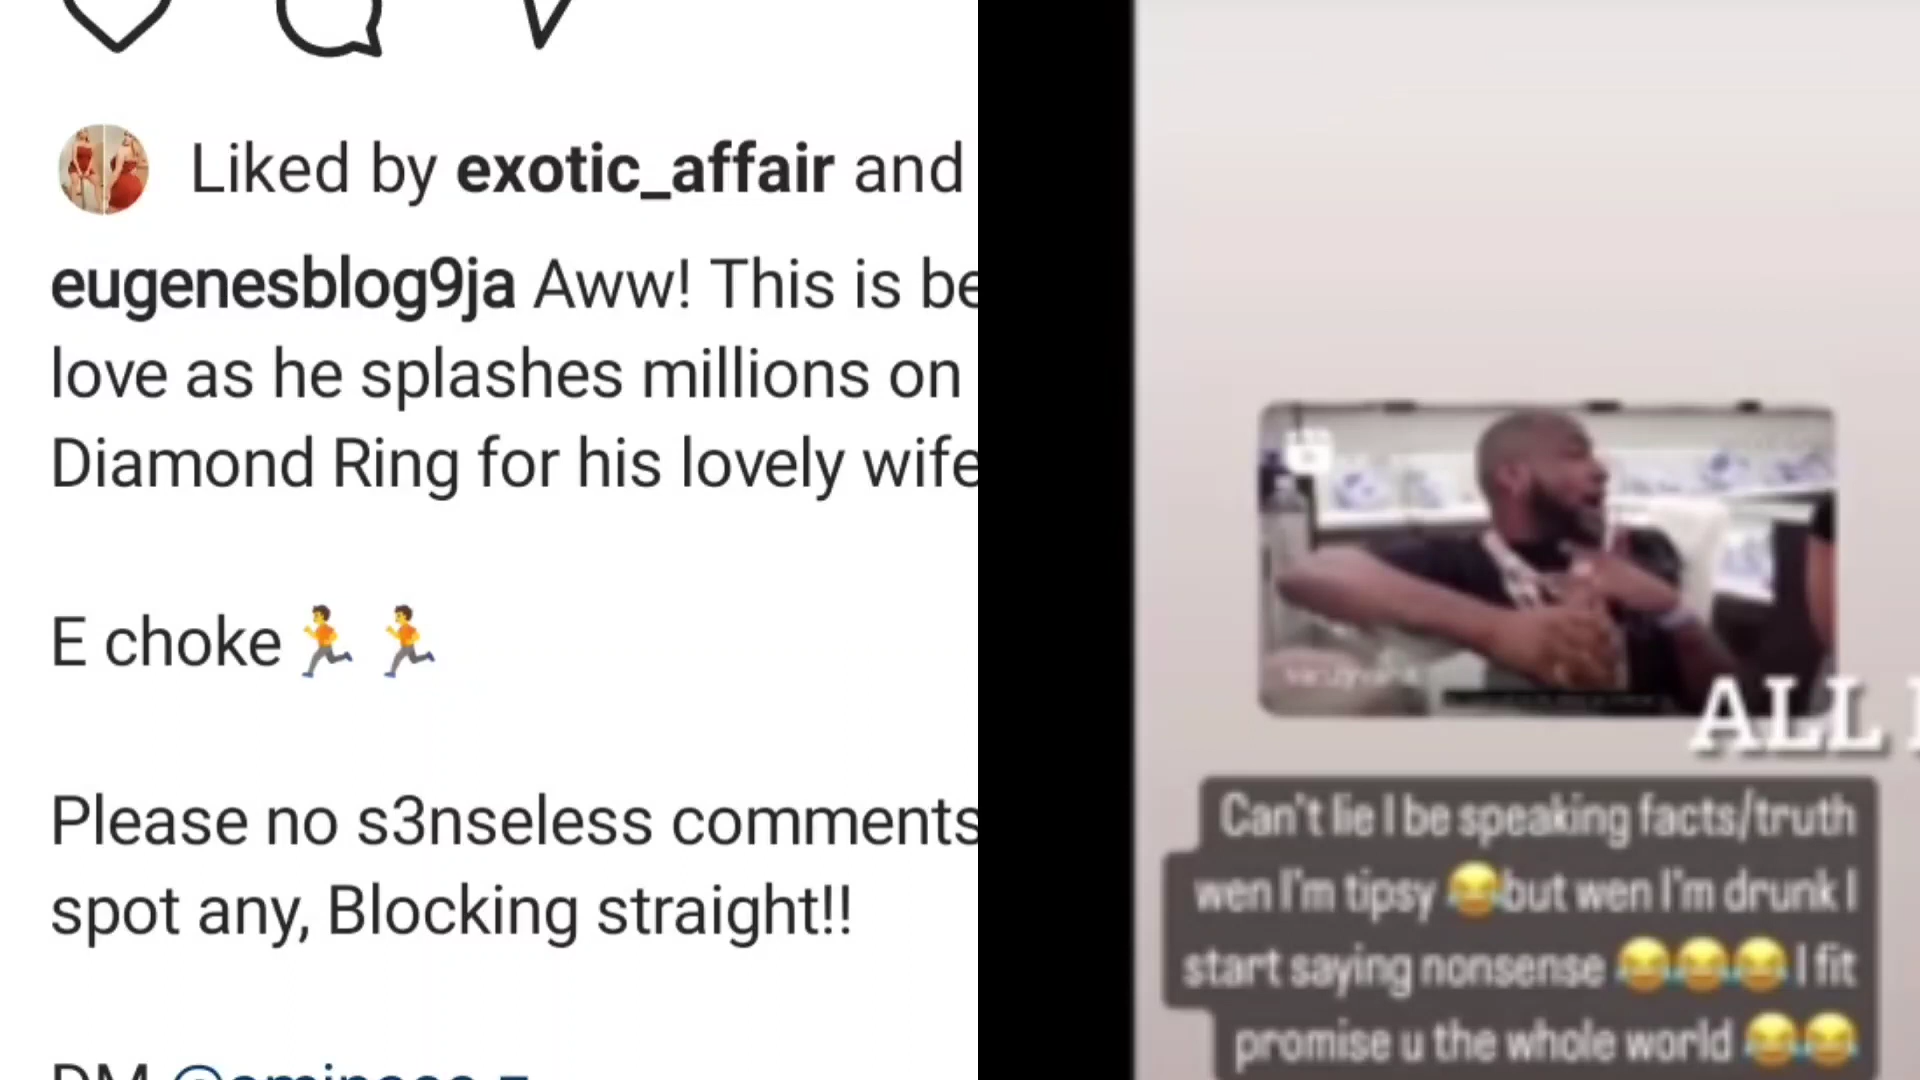 Liked by exotic_affair and
eugenesblog9ja Aww! This is be
love as he splashes millions on
Diamond Ring for his lovely wife
E choke🏃🏃
Please no s3nseless comments
spot any, Blocking straight!!
DM
ALL
Can't lie I be speaking facts/truth
wen I'm tipsy 😂but wen I'm drunk I
start saying nonsense 😂😂😂 I fit
promise u the whole world 😂😂